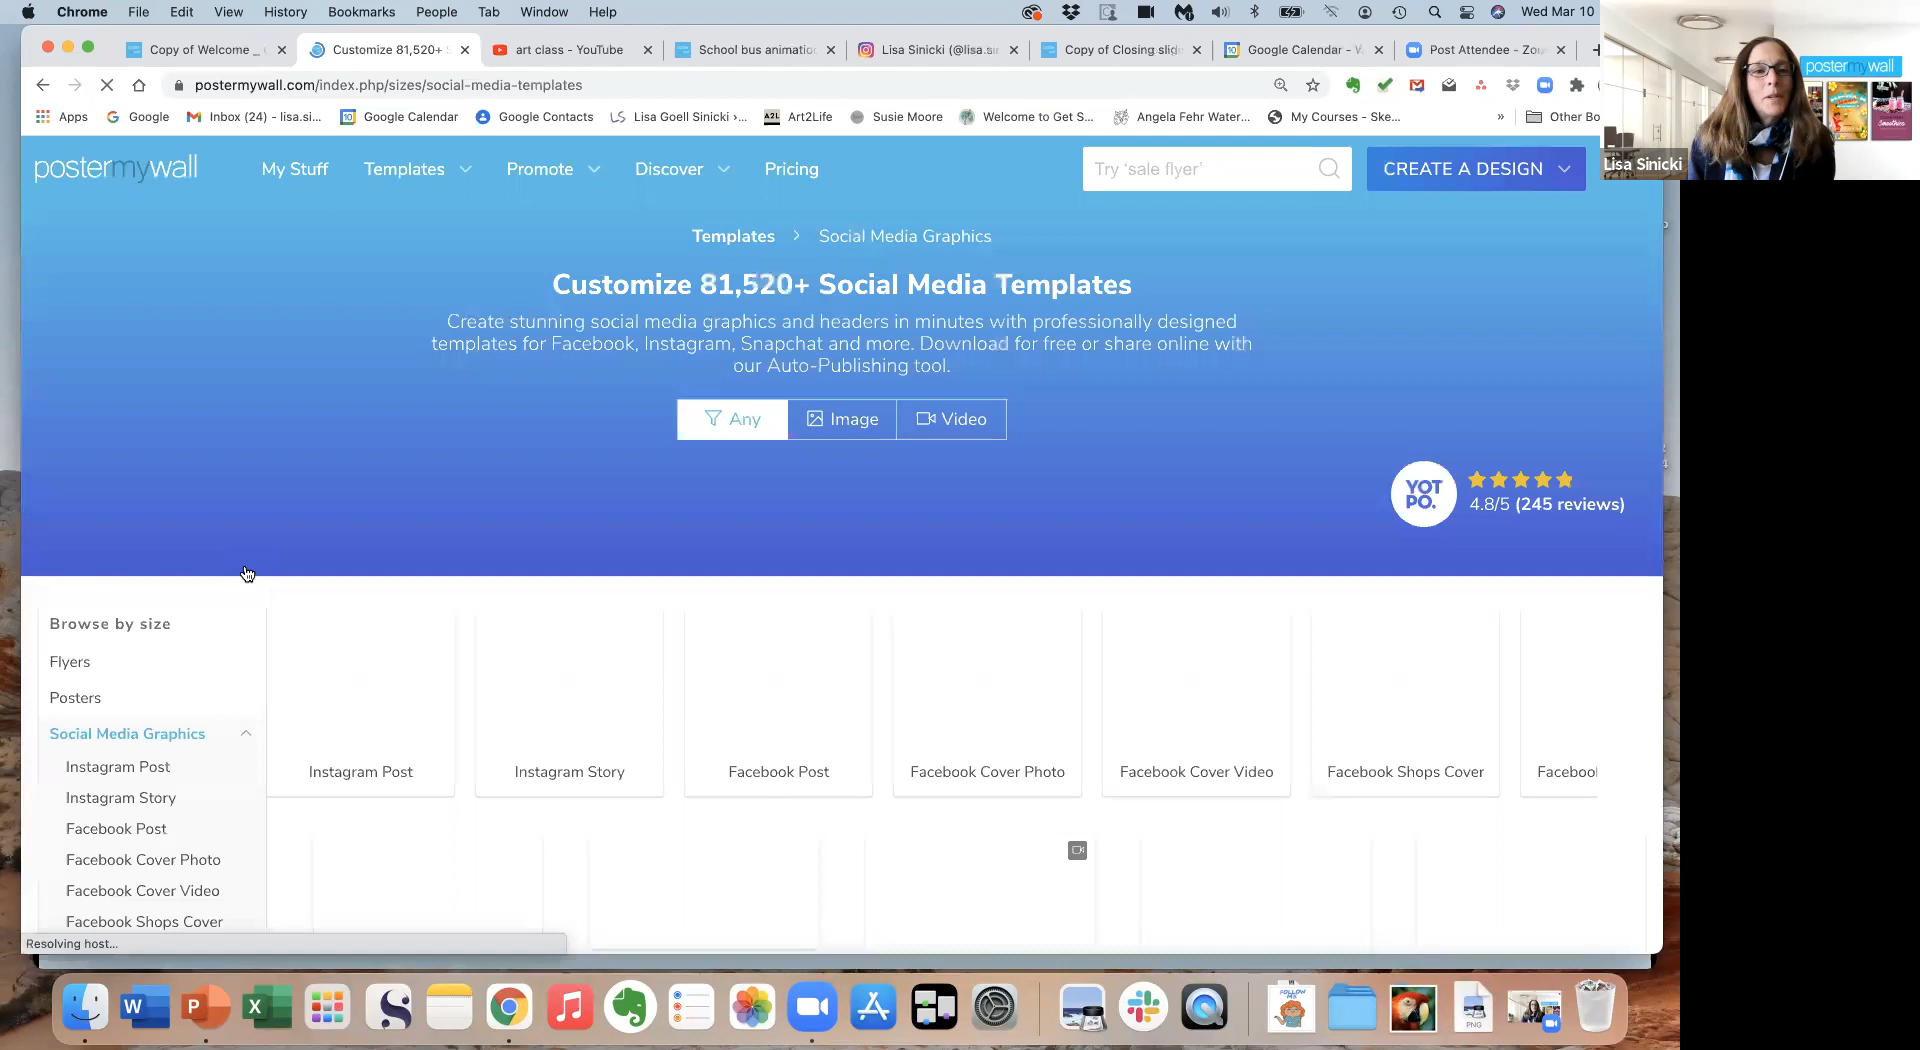 Chrome File Edit View History Bookmarks People Tab Window Help
Wed Mar 10
Copy of Welcome _
Customize 81,520+ S
art class - YouTube
School bus animatio
Lisa Sinicki (@lisa.si
Copy of Closing slide
Google Calendar - W
Post Attendee - Zo
postermywall.com/index.php/sizes/social-media-templates
Apps Google Inbox (24) - lisa.si... Google Calendar Google Contacts Lisa Goell Sinicki ›... A2L Art2Life Susie Moore Welcome to Get S... Angela Fehr Water... My Courses - Ske... » Other Bo
postermywall
Lisa Sinicki
postermywall My Stuff Templates Promote Discover Pricing Try ‘sale flyer’ CREATE A DESIGN
Templates > Social Media Graphics
Customize 81,520+ Social Media Templates
Create stunning social media graphics and headers in minutes with professionally designed
templates for Facebook, Instagram, Snapchat and more. Download for free or share online with
our Auto-Publishing tool.
Any Image Video
YOT
PO.
4.8/5 (245 reviews)
Browse by size
Flyers
Posters
Social Media Graphics
Instagram Post
Instagram Story
Facebook Post
Facebook Cover Photo
Facebook Cover Video
Facebook Shops Cover
Instagram Post Instagram Story Facebook Post Facebook Cover Photo Facebook Cover Video Facebook Shops Cover Facebool
Resolving host...
W P X
FOLLOW
ME
PNG